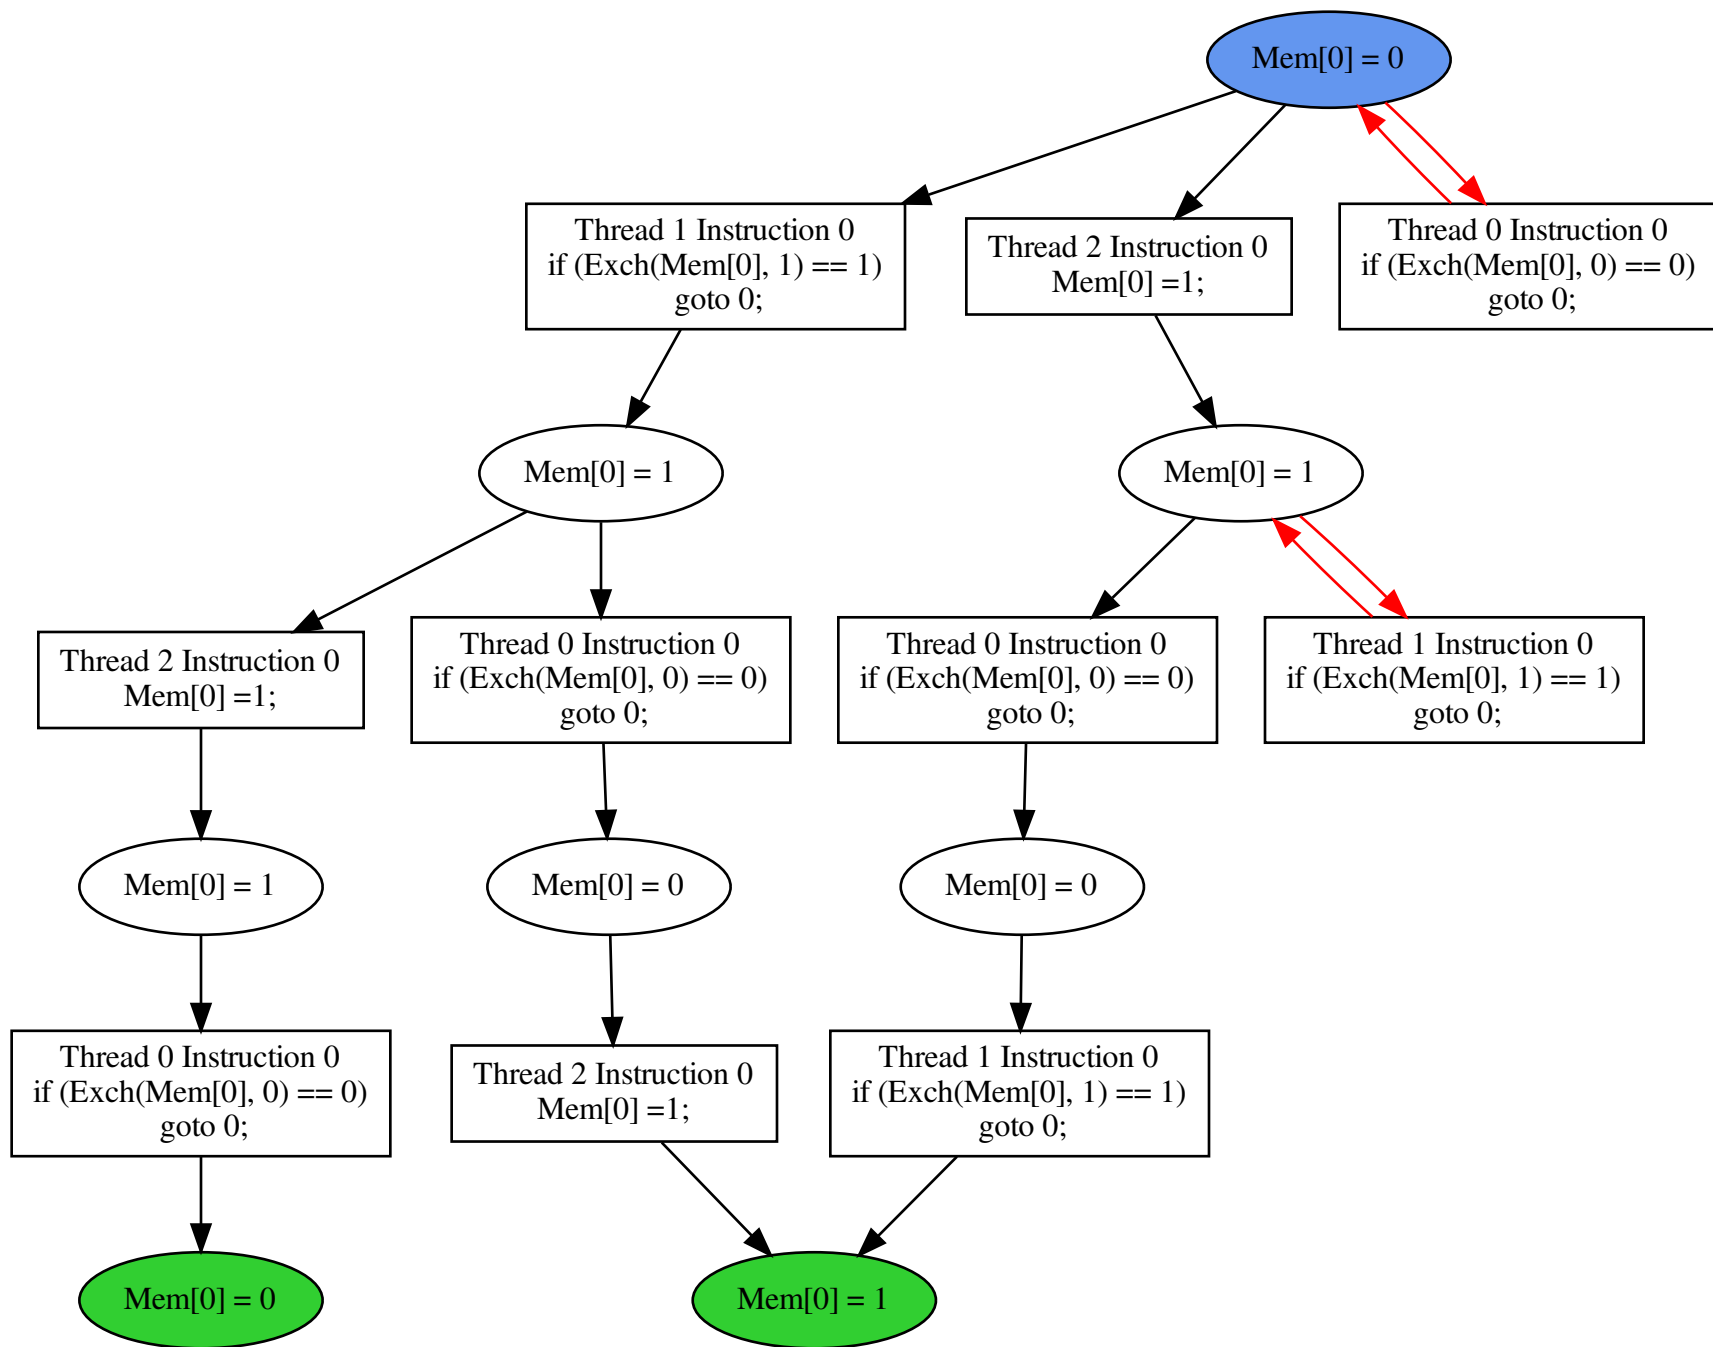 Mem[0] = 0
Thread 1 Instruction 0
if (Exch(Mem[0], 1) == 1)
goto 0;
Thread 2 Instruction 0
Mem[0] =1;
Thread 0 Instruction 0
if (Exch(Mem[0], 0) == 0)
goto 0;
Mem[0] = 1
Mem[0] = 1
Thread 2 Instruction 0
Mem[0] =1;
Thread 0 Instruction 0
if (Exch(Mem[0], 0) == 0)
goto 0;
Thread 0 Instruction 0
if (Exch(Mem[0], 0) == 0)
goto 0;
Thread 1 Instruction 0
if (Exch(Mem[0], 1) == 1)
goto 0;
Mem[0] = 1
Mem[0] = 0
Mem[0] = 0
Thread 0 Instruction 0
if (Exch(Mem[0], 0) == 0)
goto 0;
Thread 2 Instruction 0
Mem[0] =1;
Thread 1 Instruction 0
if (Exch(Mem[0], 1) == 1)
goto 0;
Mem[0] = 0
Mem[0] = 1